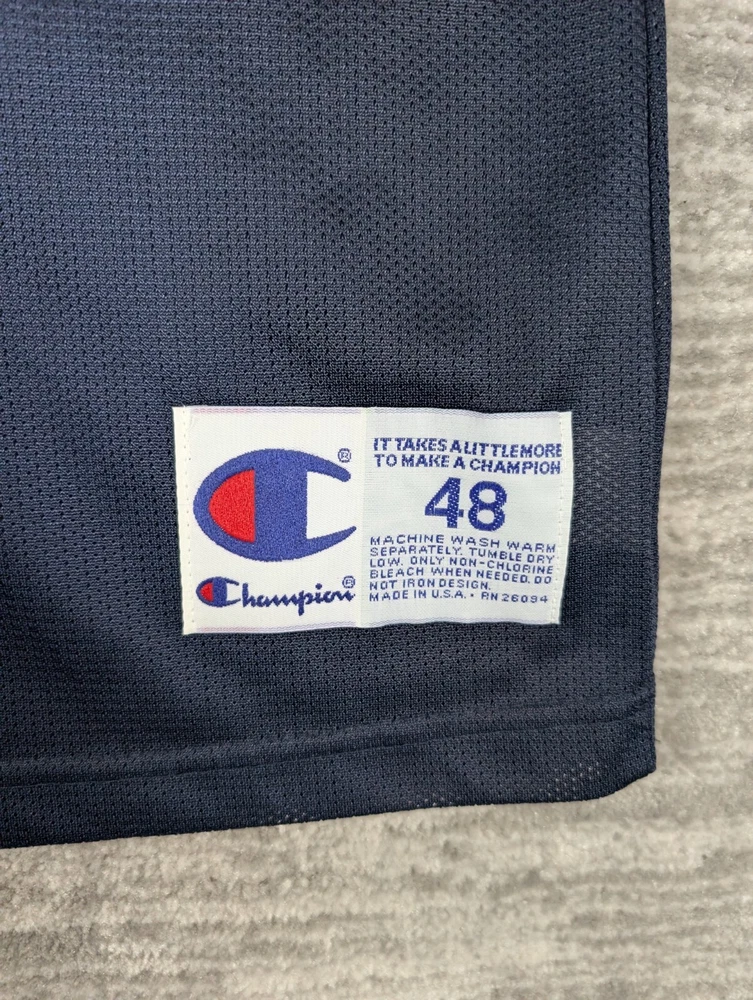 ®
Champion®
IT TAKES A LITTLE MORE
TO MAKE A CHAMPION
48
MACHINE WASH WARM
SEPARATELY. TUMBLE DRY
LOW. ONLY NON-CHLORINE
BLEACH WHEN NEEDED. DO
NOT IRON DESIGN.
MADE IN U.S.A. • RN 26094